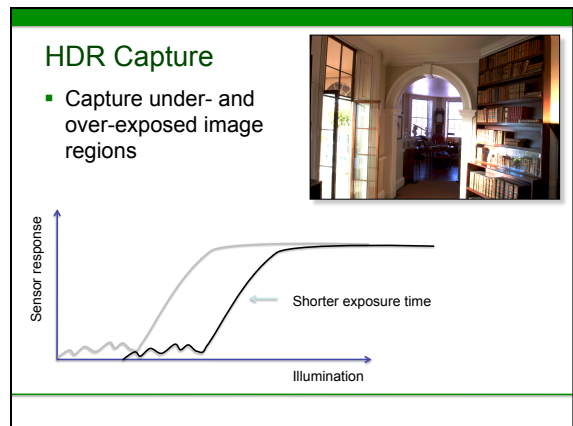 HDR Capture
▪ Capture under- and
over-exposed image
regions
Sensor response
Shorter exposure time
Illumination